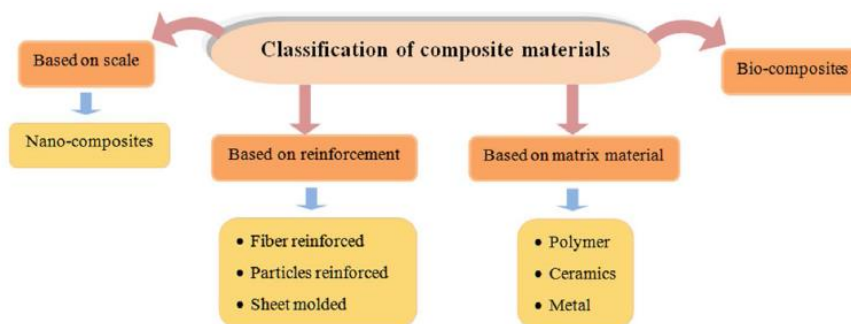 Classification of composite materials
Based on scale
Bio-composites
Nano-composites
Based on reinforcement
Based on matrix material
• Fiber reinforced
• Particles reinforced
• Sheet molded
• Polymer
• Ceramics
• Metal